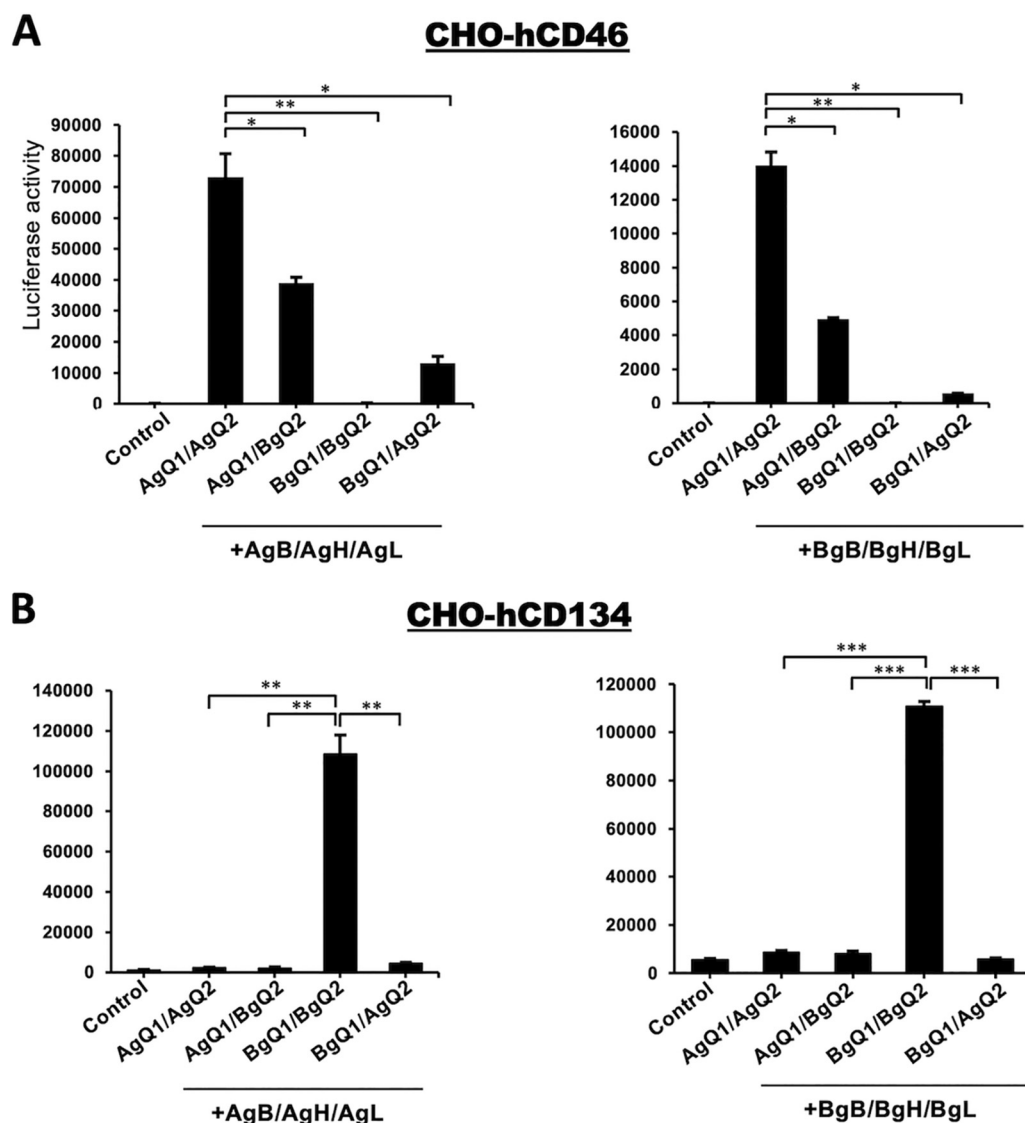 A
CHO-hCD46
*
**
*
90000
80000
70000
60000
50000
40000
30000
20000
10000
0
Luciferase activity
Control
AgQ1/AgQ2
AgQ1/BgQ2
BgQ1/BgQ2
BgQ1/AgQ2
+AgB/AgH/AgL
*
**
*
16000
14000
12000
10000
8000
6000
4000
2000
0
Control
AgQ1/AgQ2
AgQ1/BgQ2
BgQ1/BgQ2
BgQ1/AgQ2
+BgB/BgH/BgL
B
CHO-hCD134
**
** **
140000
120000
100000
80000
60000
40000
20000
0
Control
AgQ1/AgQ2
AgQ1/BgQ2
BgQ1/BgQ2
BgQ1/AgQ2
+AgB/AgH/AgL
***
*** ***
120000
100000
80000
60000
40000
20000
0
Control
AgQ1/AgQ2
AgQ1/BgQ2
BgQ1/BgQ2
BgQ1/AgQ2
+BgB/BgH/BgL